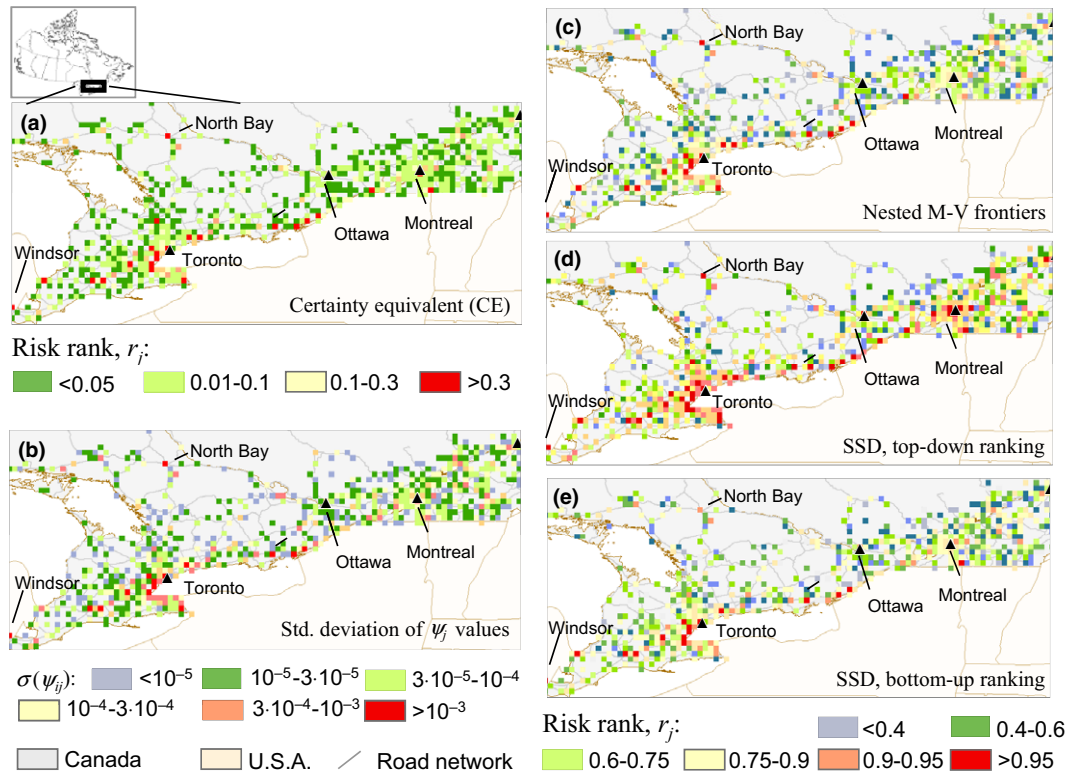 (a)
North Bay
Windsor
Toronto
Ottawa
Montreal
Certainty equivalent (CE)
Risk rank, rj:
<0.05
0.01-0.1
0.1-0.3
>0.3
(b)
North Bay
Windsor
Toronto
Ottawa
Montreal
Std. deviation of ψj values
σ(ψij):
<10⁻⁵
10⁻⁵-3·10⁻⁵
3·10⁻⁵-10⁻⁴
10⁻⁴-3·10⁻⁴
3·10⁻⁴-10⁻³
>10⁻³
Canada
U.S.A.
Road network
(c)
North Bay
Windsor
Toronto
Ottawa
Montreal
Nested M-V frontiers
(d)
North Bay
Windsor
Toronto
Ottawa
Montreal
SSD, top-down ranking
(e)
North Bay
Windsor
Toronto
Ottawa
Montreal
SSD, bottom-up ranking
Risk rank, rj:
<0.4
0.4-0.6
0.6-0.75
0.75-0.9
0.9-0.95
>0.95